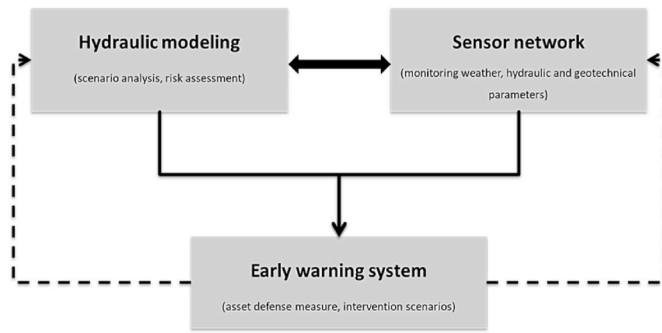 Hydraulic modeling
(scenario analysis, risk assessment)
Sensor network
(monitoring weather, hydraulic and geotechnical
parameters)
Early warning system
(asset defense measure, intervention scenarios)